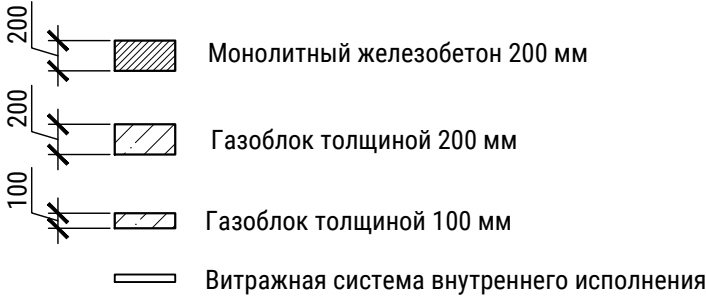 200
Монолитный железобетон 200 мм
200
Газоблок толщиной 200 мм
100
Газоблок толщиной 100 мм
Витражная система внутреннего исполнения